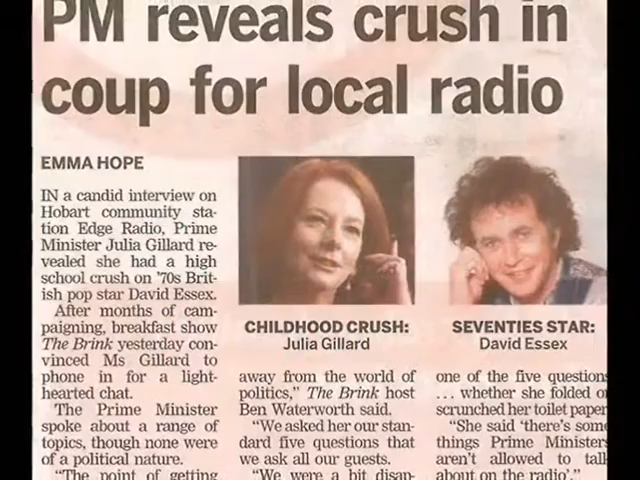 PM reveals crush in
coup for local radio
EMMA HOPE
IN a candid interview on
Hobart community sta-
tion Edge Radio, Prime
Minister Julia Gillard re-
vealed she had a high
school crush on '70s Brit-
ish pop star David Essex.
After months of cam-
paigning, breakfast show
The Brink yesterday con-
vinced Ms Gillard to
phone in for a light-
hearted chat.
The Prime Minister
spoke about a range of
topics, though none were
of a political nature.
"The point of getting
CHILDHOOD CRUSH:
Julia Gillard
away from the world of
politics," The Brink host
Ben Waterworth said.
"We asked her our stan-
dard five questions that
we ask all our guests.
"We were a bit disap-
SEVENTIES STAR:
David Essex
one of the five questions
... whether she folded o
scrunched her toilet paper
"She said 'there's some
things Prime Ministers
aren't allowed to talk
about on the radio'."